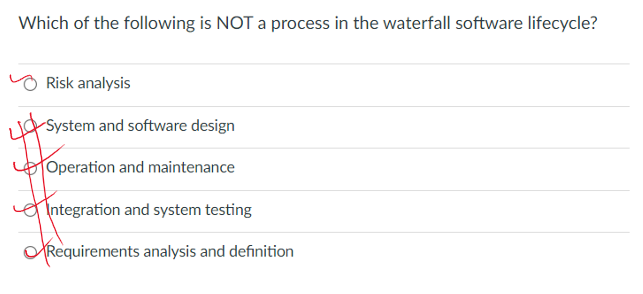 Which of the following is NOT a process in the waterfall software lifecycle?
Risk analysis
System and software design
Operation and maintenance
Integration and system testing
Requirements analysis and definition